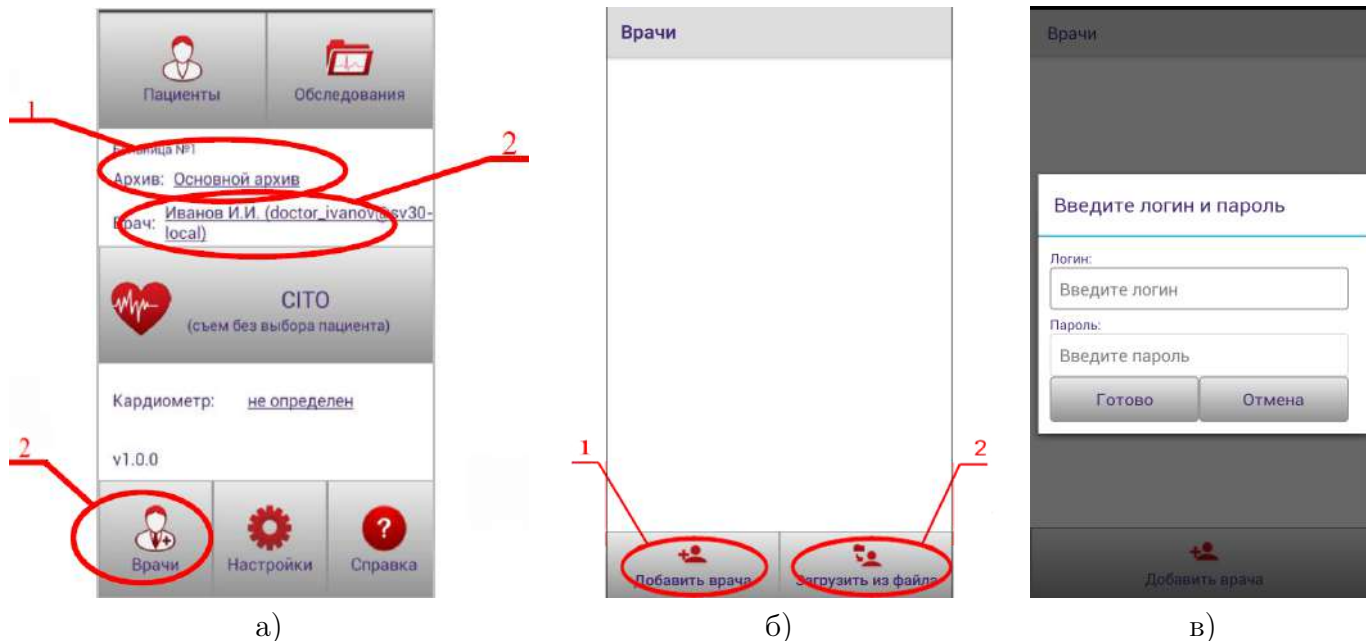 Пациенты
Обследования
1
Больница №1
Архив: Основной архив
2
Врач: Иванов И.И. (doctor_ivanov@sv30-
local)
CITO
(съем без выбора пациента)
Кардиометр: не определен
2
v1.0.0
Врачи
Настройки
?
Справка
а)
Врачи
1
2
Добавить врача
Загрузить из файла
б)
Врачи
Введите логин и пароль
Логин:
Введите логин
Пароль:
Введите пароль
Готово
Отмена
Добавить врача
в)